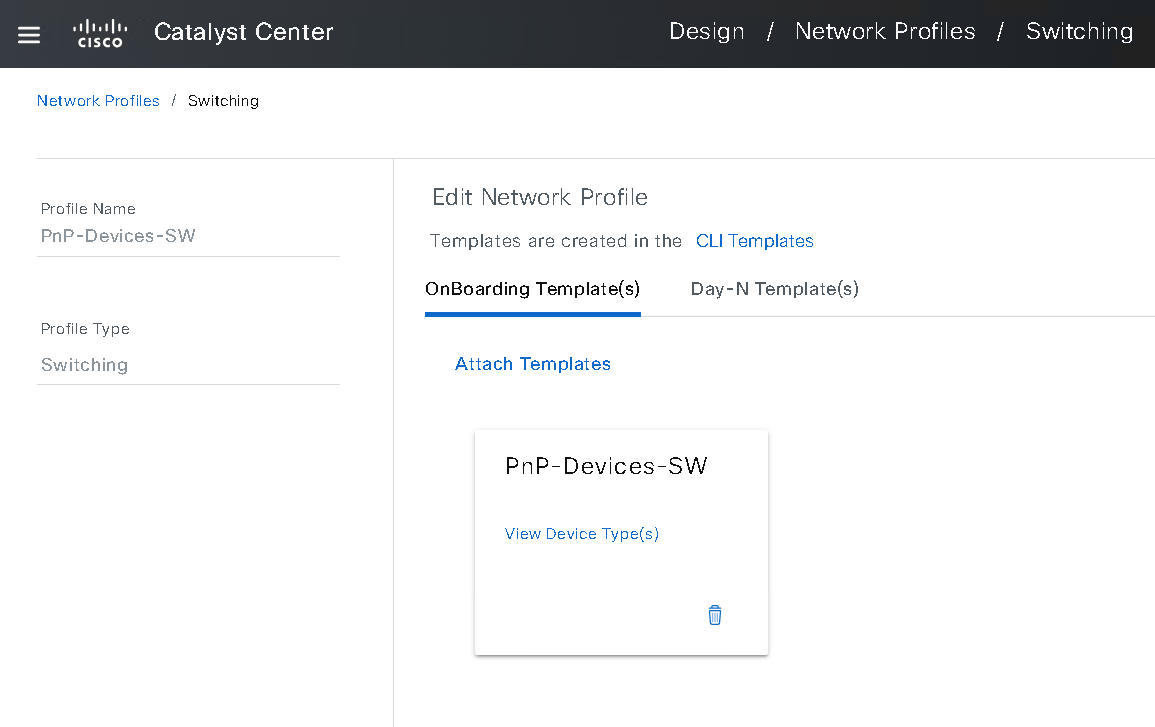 CISCO Catalyst Center
Design / Network Profiles / Switching
Network Profiles / Switching
Profile Name
PnP-Devices-SW
Profile Type
Switching
Edit Network Profile
Templates are created in the CLI Templates
OnBoarding Template(s) Day-N Template(s)
Attach Templates
PnP-Devices-SW
View Device Type(s)